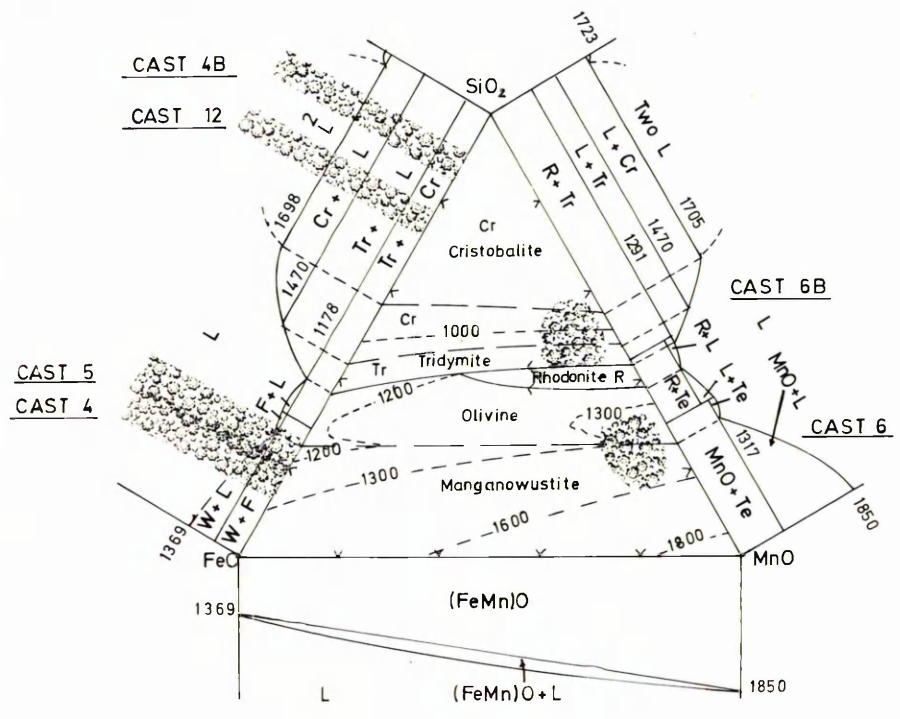 1723
CAST 4B
SiO₂
CAST 12
2 L
Two L
L
L + Cr
L
L + Tr
Cr
R + Tr
1698
Cr +
Tr +
Tr +
Cr
Cristobalite
1705
1470
1291
1470
1178
CAST 6B
L
L
Cr
1000
R+L
L+Te
MnO+L
Tr
Tridymite
Rhodonite R
R+Te
CAST 5
CAST 4
F+L
1200
Olivine
1300
CAST 6
1200
1317
1300
Manganowustite
MnO + Te
W + L
W + F
1600
1800
1850
1369
FeO
MnO
(FeMn)O
1369
1850
L
(FeMn)O + L